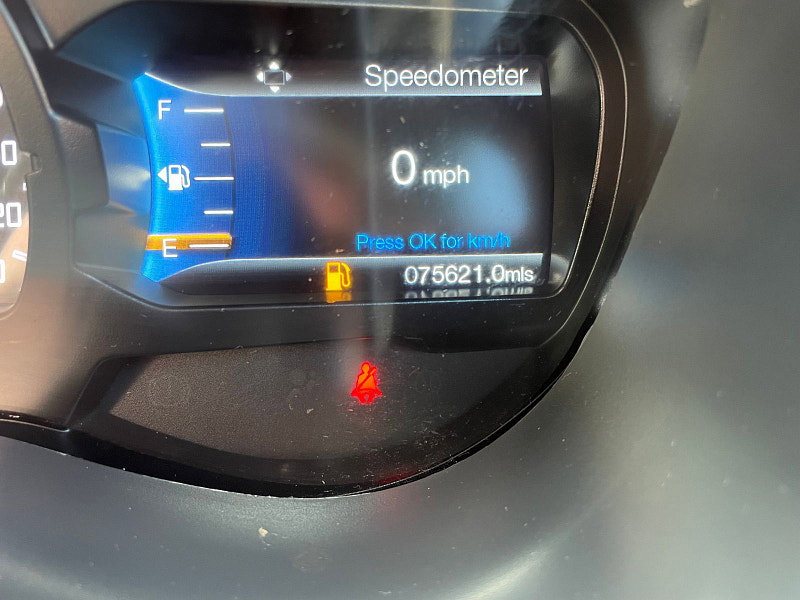 Speedometer
F
0 mph
Press OK for km/h
E
075621.0mls